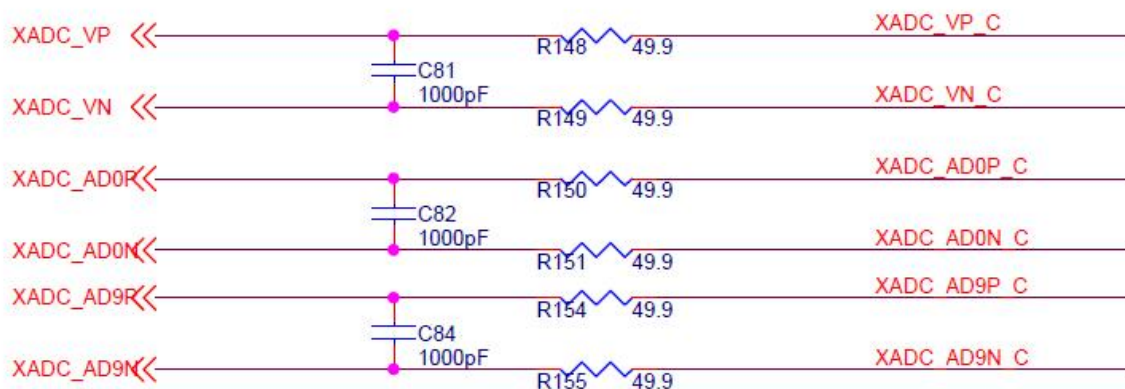 XADC_VP R148 49.9 XADC_VP_C
C81
1000pF
XADC_VN R149 49.9 XADC_VN_C
XADC_AD0P R150 49.9 XADC_AD0P_C
C82
1000pF
XADC_AD0N R151 49.9 XADC_AD0N_C
XADC_AD9P R154 49.9 XADC_AD9P_C
C84
1000pF
XADC_AD9N R155 49.9 XADC_AD9N_C